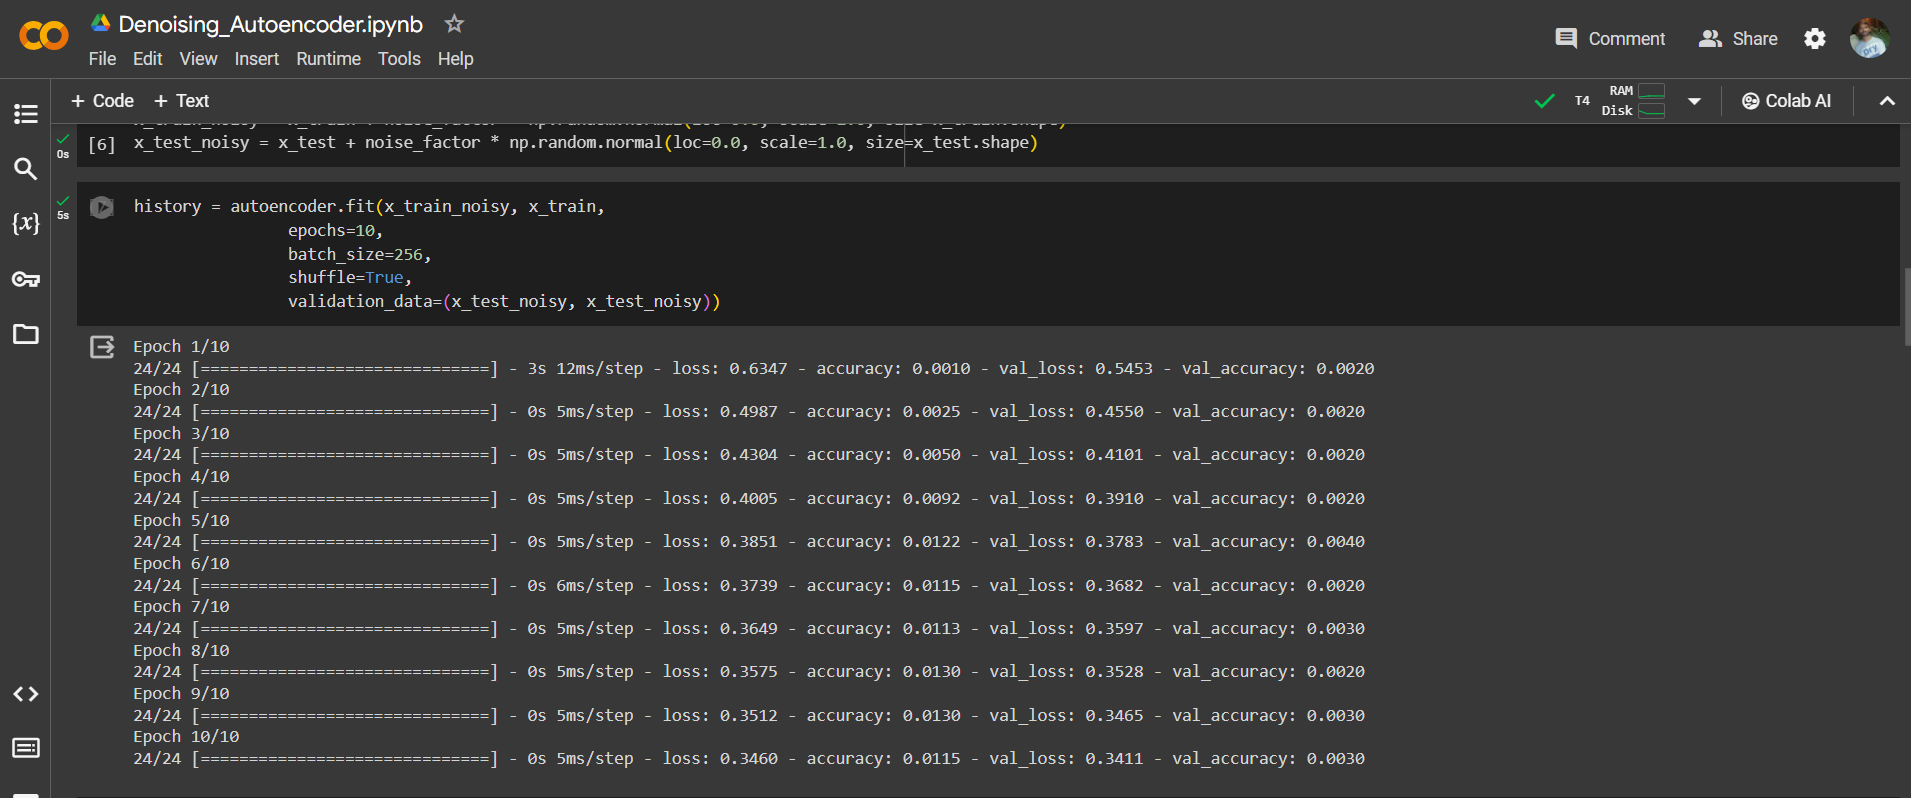 Denoising_Autoencoder.ipynb
Comment
Share
File Edit View Insert Runtime Tools Help
+ Code + Text
T4
RAM
Disk
Colab AI
0s
[6]
x_test_noisy = x_test + noise_factor * np.random.normal(loc=0.0, scale=1.0, size=x_test.shape)
{x}
5s
history = autoencoder.fit(x_train_noisy, x_train,
epochs=10,
batch_size=256,
shuffle=True,
validation_data=(x_test_noisy, x_test_noisy))
Epoch 1/10
24/24 [==============================] - 3s 12ms/step - loss: 0.6347 - accuracy: 0.0010 - val_loss: 0.5453 - val_accuracy: 0.0020
Epoch 2/10
24/24 [==============================] - 0s 5ms/step - loss: 0.4987 - accuracy: 0.0025 - val_loss: 0.4550 - val_accuracy: 0.0020
Epoch 3/10
24/24 [==============================] - 0s 5ms/step - loss: 0.4304 - accuracy: 0.0050 - val_loss: 0.4101 - val_accuracy: 0.0020
Epoch 4/10
24/24 [==============================] - 0s 5ms/step - loss: 0.4005 - accuracy: 0.0092 - val_loss: 0.3910 - val_accuracy: 0.0020
Epoch 5/10
24/24 [==============================] - 0s 5ms/step - loss: 0.3851 - accuracy: 0.0122 - val_loss: 0.3783 - val_accuracy: 0.0040
Epoch 6/10
24/24 [==============================] - 0s 6ms/step - loss: 0.3739 - accuracy: 0.0115 - val_loss: 0.3682 - val_accuracy: 0.0020
Epoch 7/10
24/24 [==============================] - 0s 5ms/step - loss: 0.3649 - accuracy: 0.0113 - val_loss: 0.3597 - val_accuracy: 0.0030
Epoch 8/10
24/24 [==============================] - 0s 5ms/step - loss: 0.3575 - accuracy: 0.0130 - val_loss: 0.3528 - val_accuracy: 0.0020
Epoch 9/10
24/24 [==============================] - 0s 5ms/step - loss: 0.3512 - accuracy: 0.0130 - val_loss: 0.3465 - val_accuracy: 0.0030
Epoch 10/10
24/24 [==============================] - 0s 5ms/step - loss: 0.3460 - accuracy: 0.0115 - val_loss: 0.3411 - val_accuracy: 0.0030